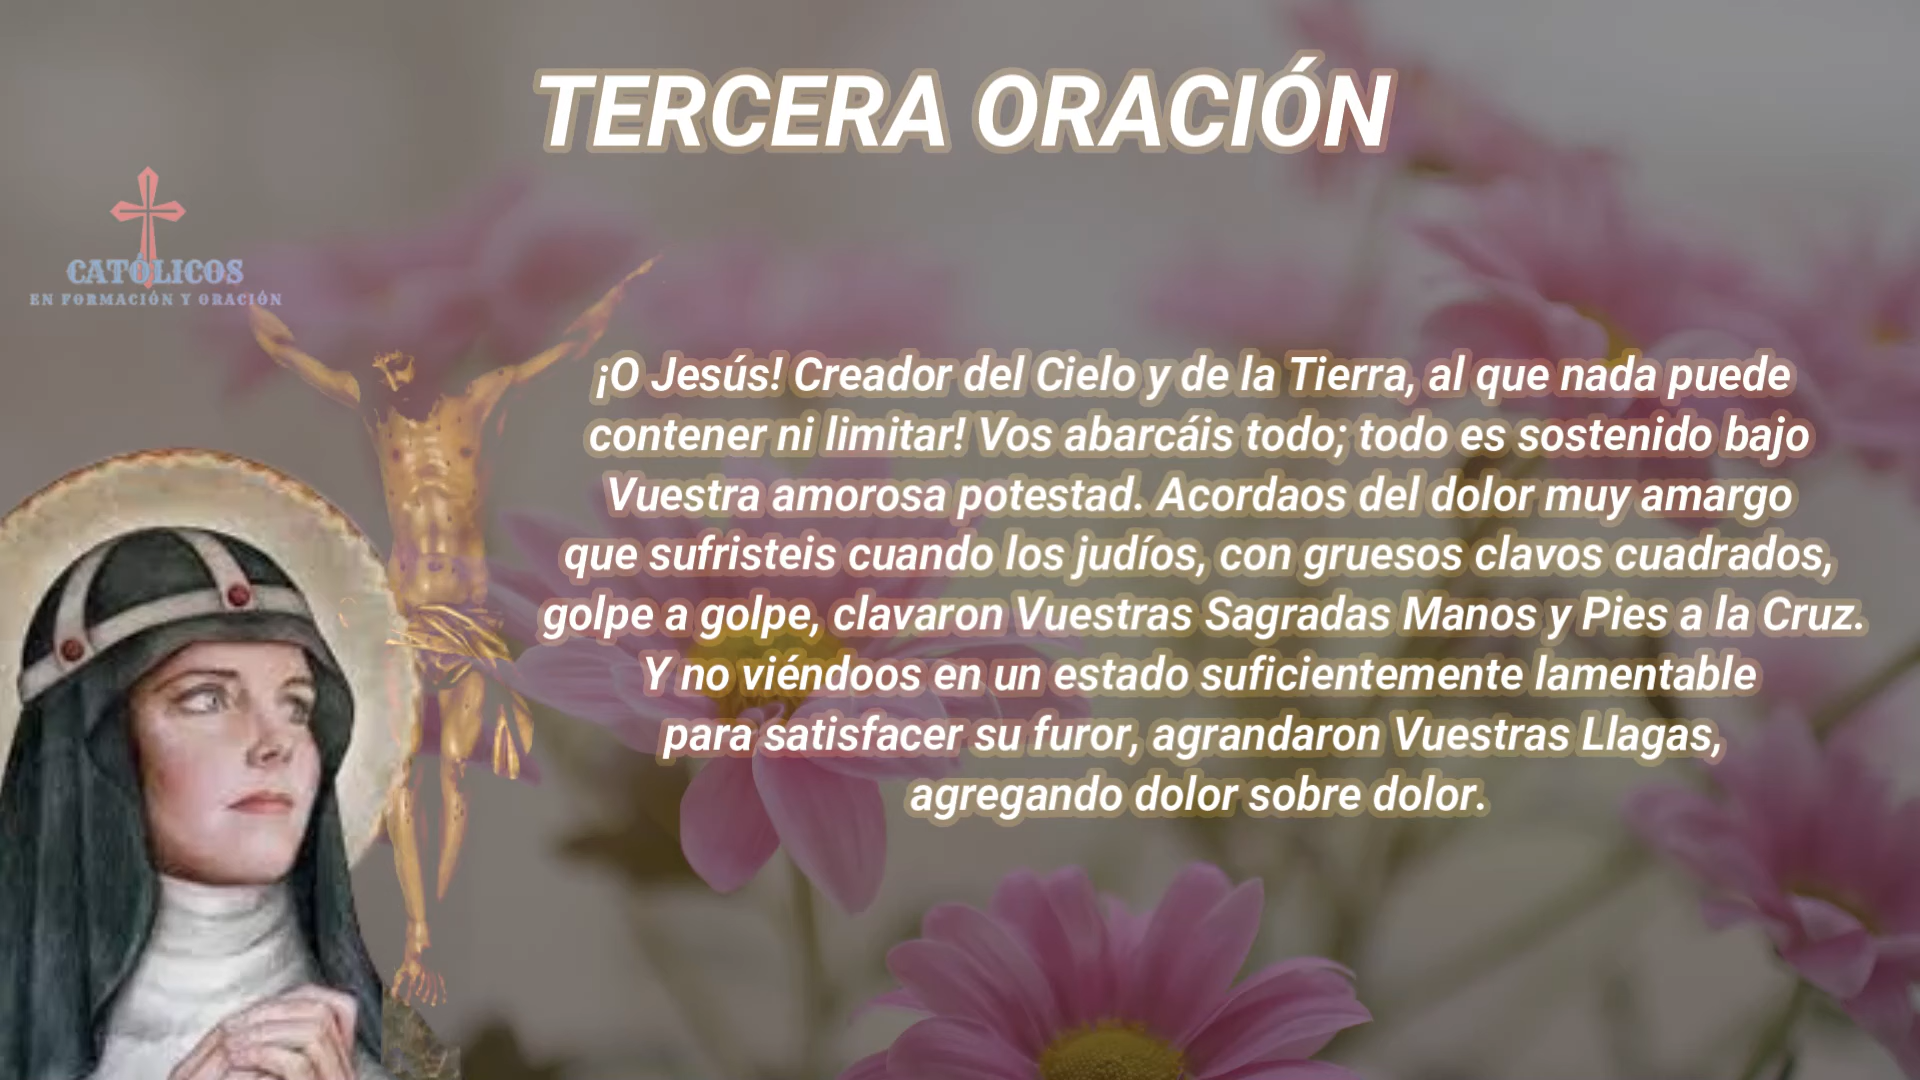 TERCERA ORACIÓN
CATÓLICOS
EN FORMACIÓN Y ORACIÓN
¡O Jesús! Creador del Cielo y de la Tierra, al que nada puede
contener ni limitar! Vos abarcáis todo; todo es sostenido bajo
Vuestra amorosa potestad. Acordaos del dolor muy amargo
que sufristeis cuando los judíos, con gruesos clavos cuadrados,
golpe a golpe, clavaron Vuestras Sagradas Manos y Pies a la Cruz.
Y no viéndoos en un estado suficientemente lamentable
para satisfacer su furor, agrandaron Vuestras Llagas,
agregando dolor sobre dolor.